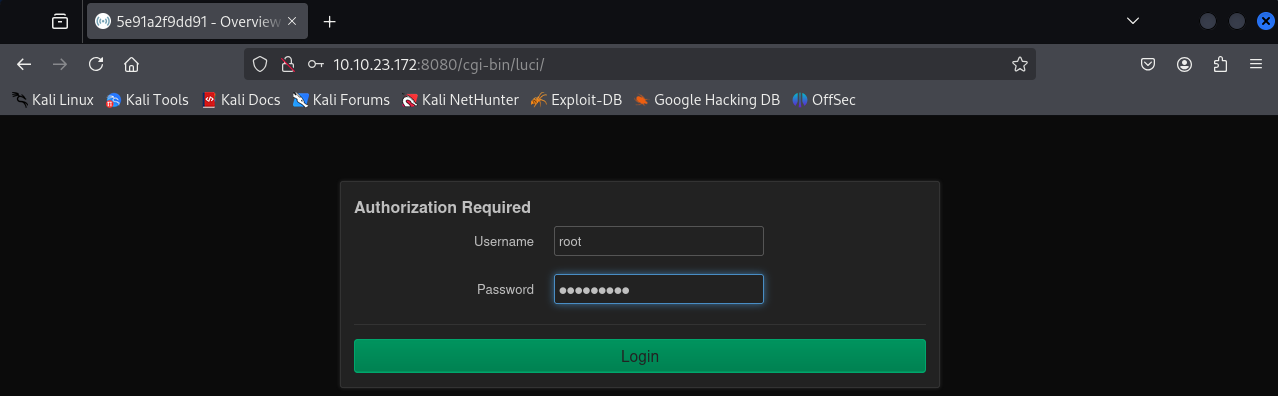 5e91a2f9dd91 - Overview
10.10.23.172:8080/cgi-bin/luci/
Kali Linux Kali Tools Kali Docs Kali Forums Kali NetHunter Exploit-DB Google Hacking DB OffSec
Authorization Required
Username root
Password ●●●●●●●●●
Login